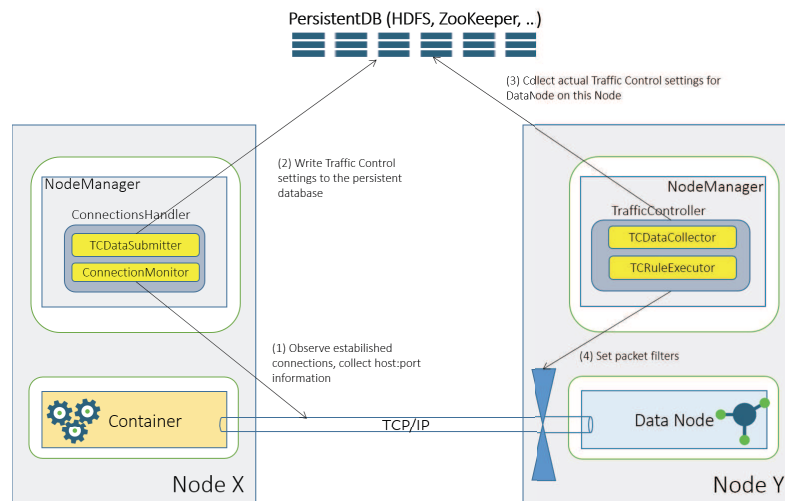 PersistentDB (HDFS, ZooKeeper, ..)
(3) Collect actual Traffic Control settings for
DataNode on this Node
(2) Write Traffic Control
settings to the persistent
database
NodeManager
ConnectionsHandler
TCDataSubmitter
ConnectionMonitor
NodeManager
TrafficController
TCDataCollector
TCRuleExecutor
(1) Observe estabilished
connections, collect host:port
information
(4) Set packet filters
Container
TCP/IP
Data Node
Node X
Node Y